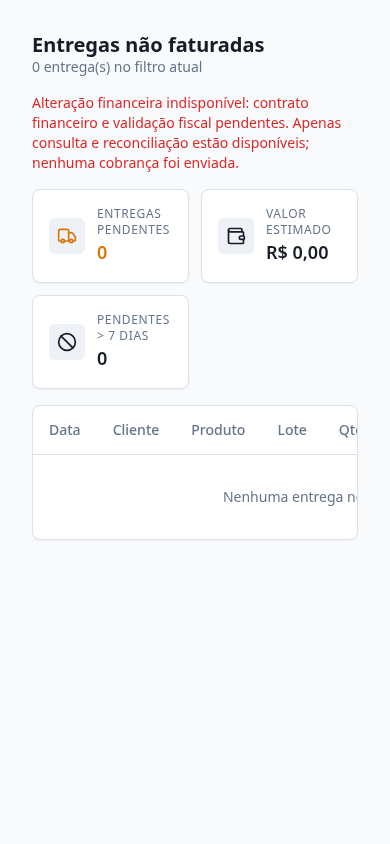 Entregas não faturadas
0 entrega(s) no filtro atual
Alteração financeira indisponível: contrato
financeiro e validação fiscal pendentes. Apenas
consulta e reconciliação estão disponíveis;
nenhuma cobrança foi enviada.
ENTREGAS
PENDENTES
0
VALOR
ESTIMADO
R$ 0,00
PENDENTES
> 7 DIAS
0
Data Cliente Produto Lote
Nenhuma entrega